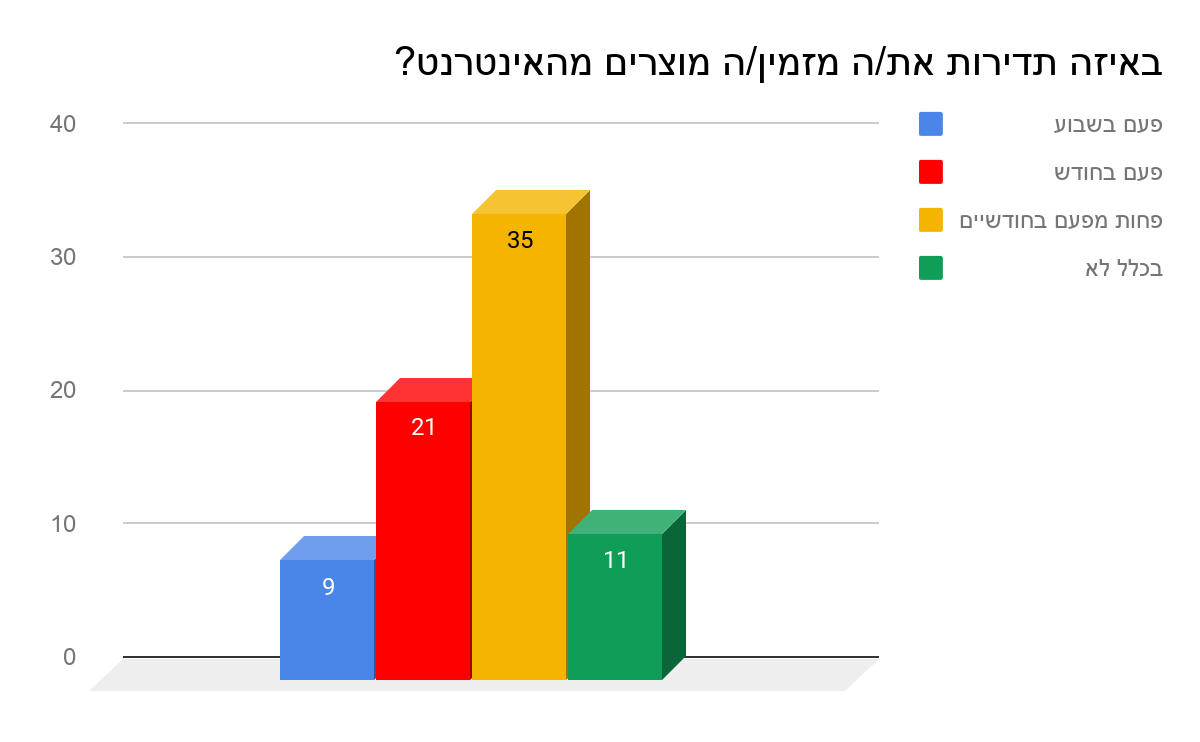 באיזה תדירות את/ה מזמין/ה מוצרים מהאינטרנט?
פעם בשבוע
פעם בחודש
פחות מפעם בחודשיים
בכלל לא
40
30
20
10
0
9
21
35
11